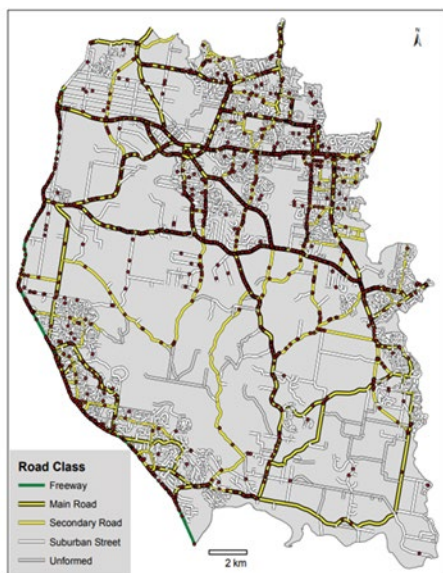 N
Road Class
Freeway
Main Road
Secondary Road
Suburban Street
Unformed
2 km